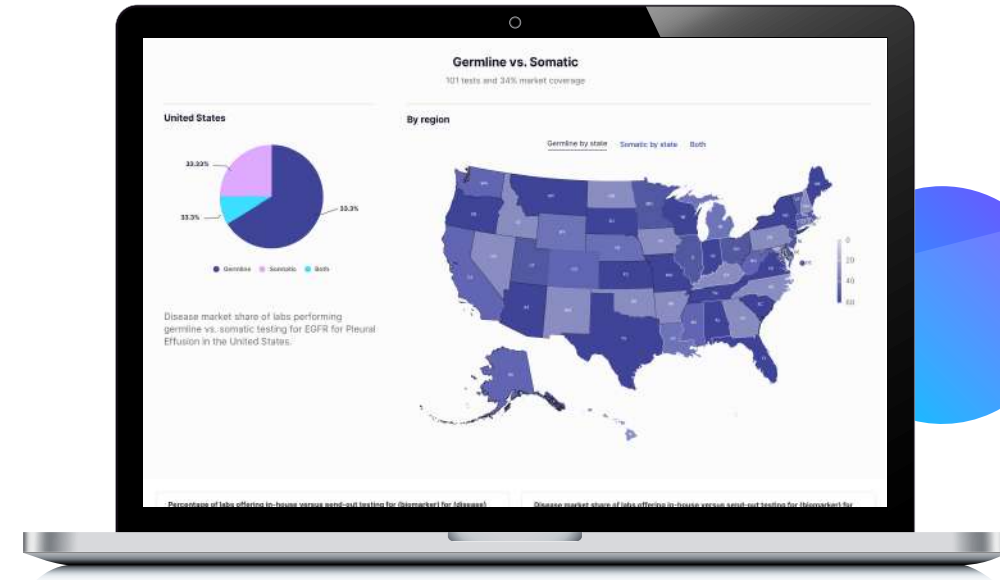 Germline vs. Somatic
101 tests and 34% market coverage
United States
33.33%
33.3%
33.3%
Germline
Somtatic
Both
Disease market share of labs performing
germline vs. somatic testing for EGFR for Pleural
Effusion in the United States.
By region
Germline by state
Somatic by state
Both
0
20
40
60
Percentage of labs offering in-house versus send-out testing for {biomarker} for {disease}
Disease market share of labs offering in-house versus send-out testing for {biomarker} for